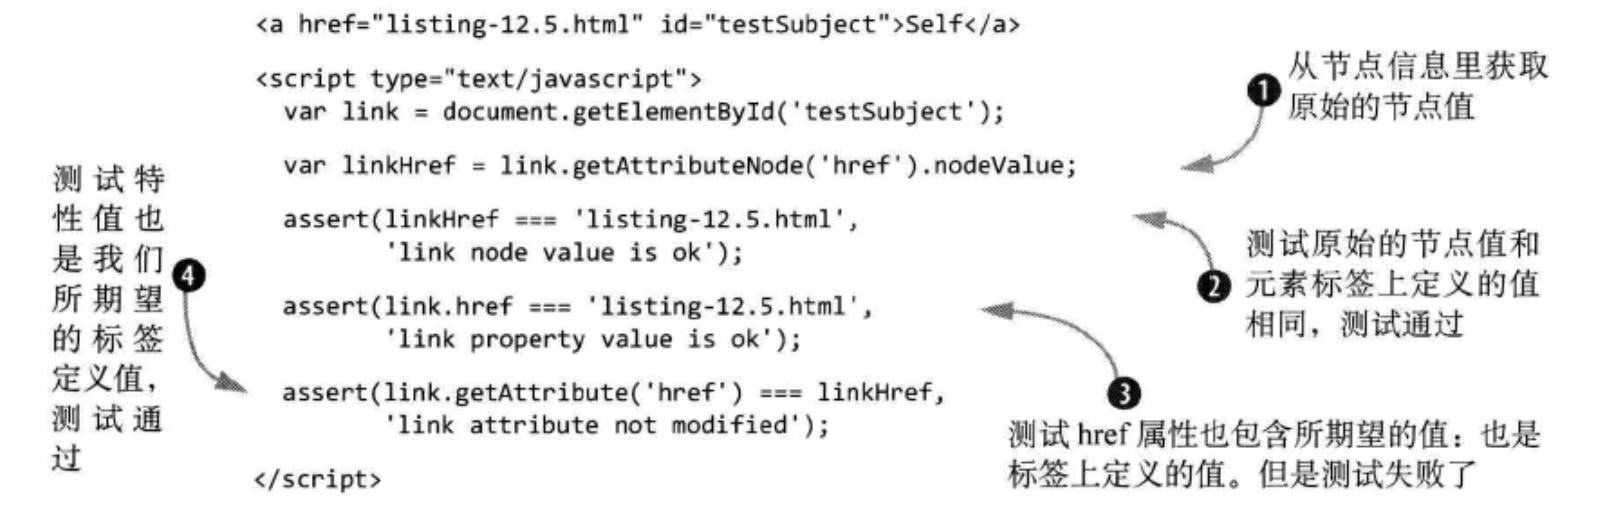 <a href="listing-12.5.html" id="testSubject">Self</a>
<script type="text/javascript">
var link = document.getElementById('testSubject');
var linkHref = link.getAttributeNode('href').nodeValue;
assert(linkHref === 'listing-12.5.html',
'link node value is ok');
assert(link.href === 'listing-12.5.html',
'link property value is ok');
assert(link.getAttribute('href') === linkHref,
'link attribute not modified');
</script>
❶
从节点信息里获取
原始的节点值
❷
测试原始的节点值和
元素标签上定义的值
相同，测试通过
❸
测试 href 属性也包含所期望的值：也是
标签上定义的值。但是测试失败了
❹
测试特
性值也
是我们
所期望
的标签
定义值，
测试通
过